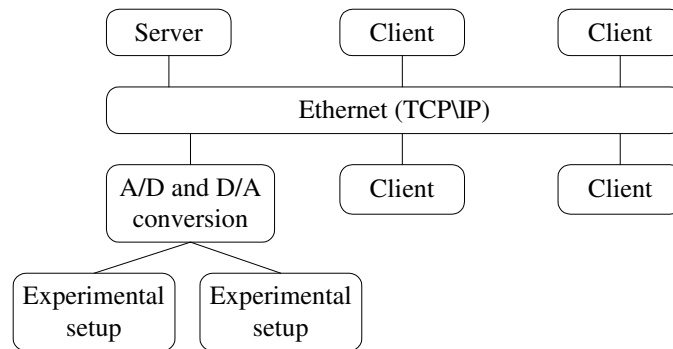 Server
Client
Client
Ethernet (TCP\IP)
A/D and D/A
conversion
Client
Client
Experimental
setup
Experimental
setup